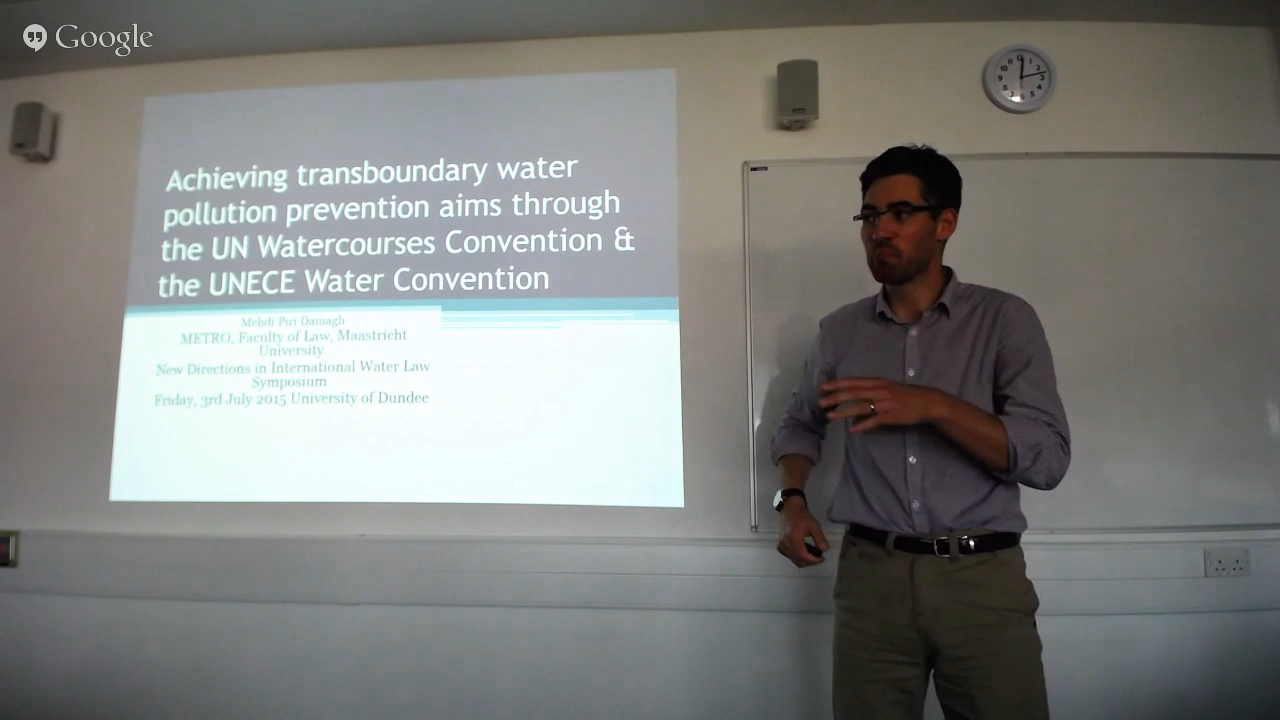 Google
Achieving transboundary water
pollution prevention aims through
the UN Watercourses Convention &
the UNECE Water Convention
Mehdi Piri Damagh
METRO, Faculty of Law, Maastricht
University
New Directions in International Water Law
Symposium
Friday, 3rd July 2015 University of Dundee